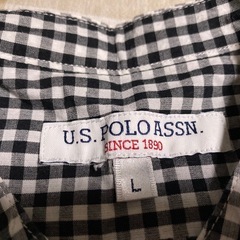 U.S. POLO ASSN.
SINCE 1890
L